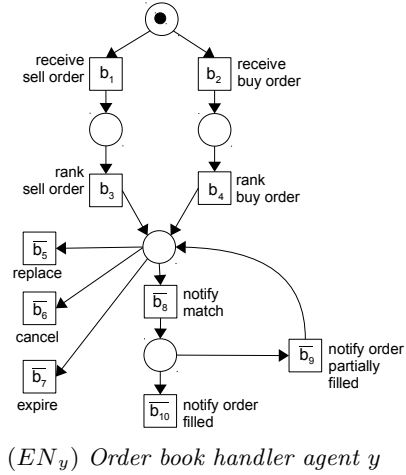 receive
sell order
b1
b2
receive
buy order
rank
sell order
b3
b4
rank
buy order
b5
replace
b6
cancel
b7
expire
b8
notify
match
b9
notify order
partially
filled
b10
notify order
filled
(ENy) Order book handler agent y